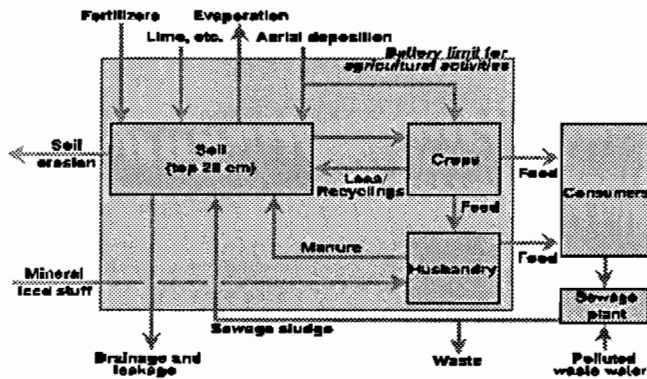 Fertilizers
Evaporation
Lime, etc.
Aerial deposition
Battery limit for
agricultural activities
Soil
erosion
Soil
(top 28 cm)
Crops
Loss/
Recyclings
Food
Consumers
Feed
Manure
Husbandry
Food
Mineral
feed stuff
Sewage
plant
Sewage sludge
Drainage and
leakage
Waste
Polluted
waste water